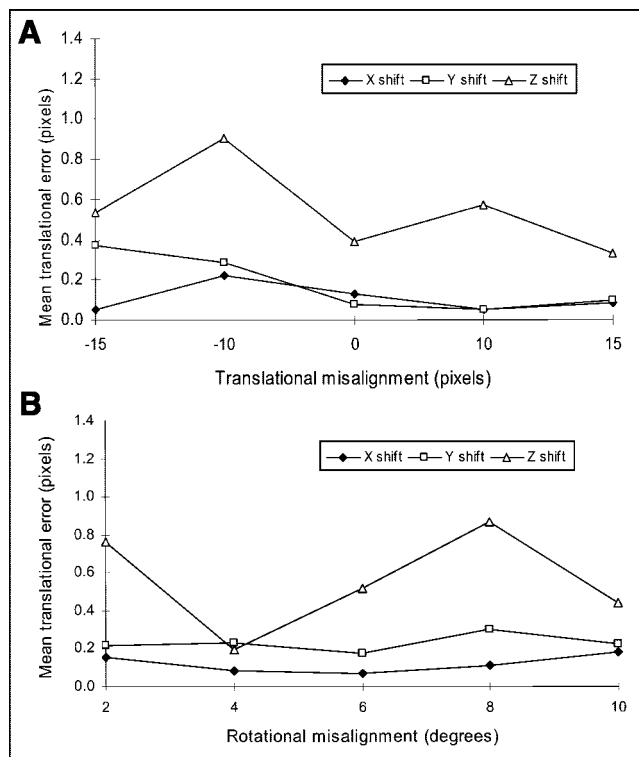 A
Mean translational error (pixels)
1.4
1.2
1.0
0.8
0.6
0.4
0.2
0.0
X shift Y shift Z shift
-15 -10 0 10 15
Translational misalignment (pixels)
B
Mean translational error (pixels)
1.4
1.2
1.0
0.8
0.6
0.4
0.2
0.0
X shift Y shift Z shift
2 4 6 8 10
Rotational misalignment (degrees)